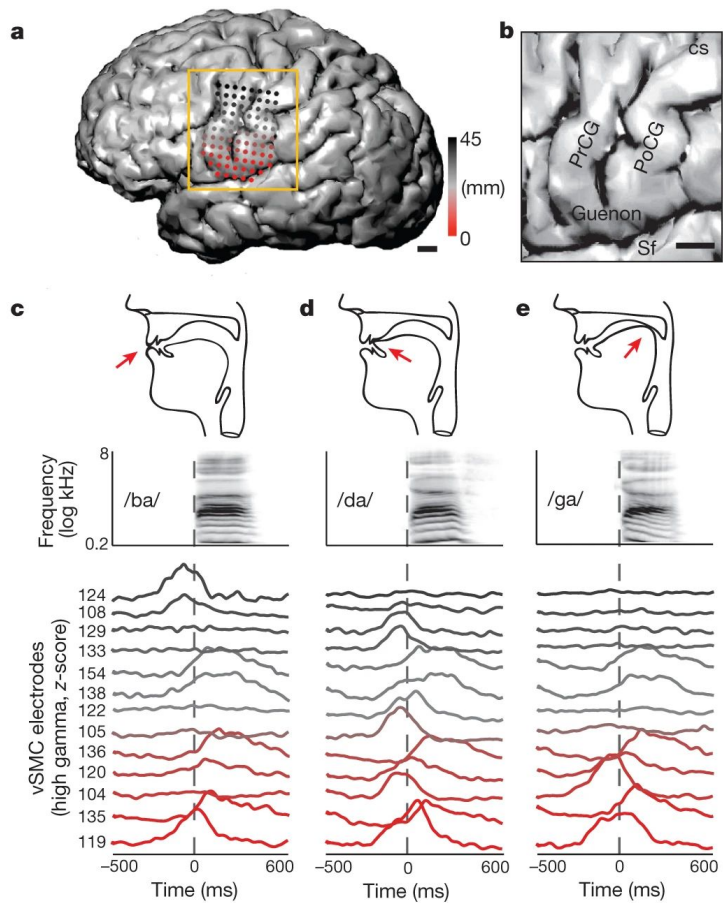 a
45
(mm)
0
b
cs
PrCG
PoCG
Guenon
Sf
c
d
e
Frequency
(log kHz)
8
0.2
/ba/
/da/
/ga/
vSMC electrodes
(high gamma, z-score)
124
108
129
133
154
138
122
105
136
120
104
135
119
−500 0 600
−500 0 600
−500 0 600
Time (ms)
Time (ms)
Time (ms)